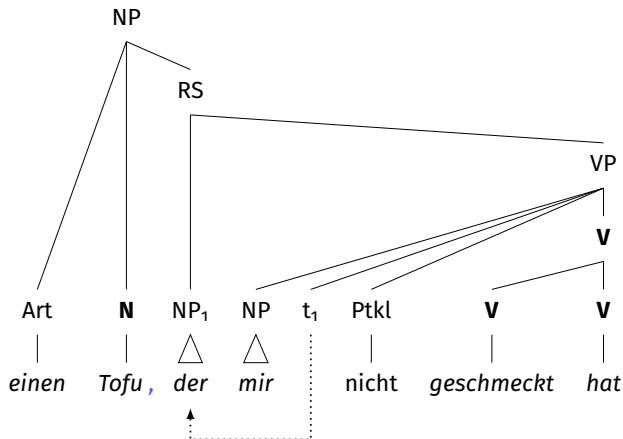 NP
RS
VP
V
Art N NP₁ NP t₁ Ptkl V V
einen Tofu , der mir nicht geschmeckt hat